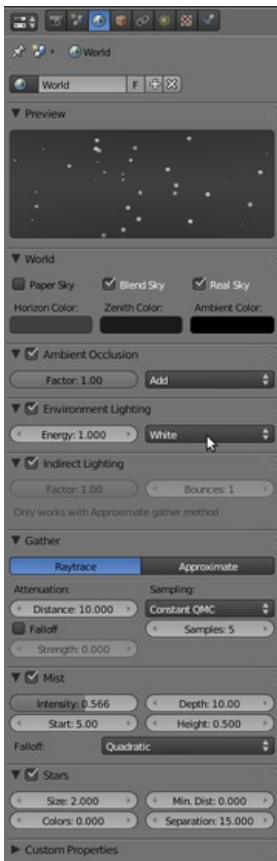 World
World F
Preview
World
Paper Sky Blend Sky Real Sky
Horizon Color: Zenith Color: Ambient Color:
Ambient Occlusion
Factor: 1.00 Add
Environment Lighting
Energy: 1.000 White
Indirect Lighting
Factor: 1.00 Bounces: 1
Only works with Approximate gather method
Gather
Raytrace Approximate
Attenuation: Sampling:
Distance: 10.000 Constant QMC
Falloff Samples: 5
Strength: 0.000
Mist
Intensity: 0.566 Depth: 10.00
Start: 5.00 Height: 0.500
Falloff: Quadratic
Stars
Size: 2.000 Min. Dist: 0.000
Colors: 0.000 Separation: 15.000
Custom Properties